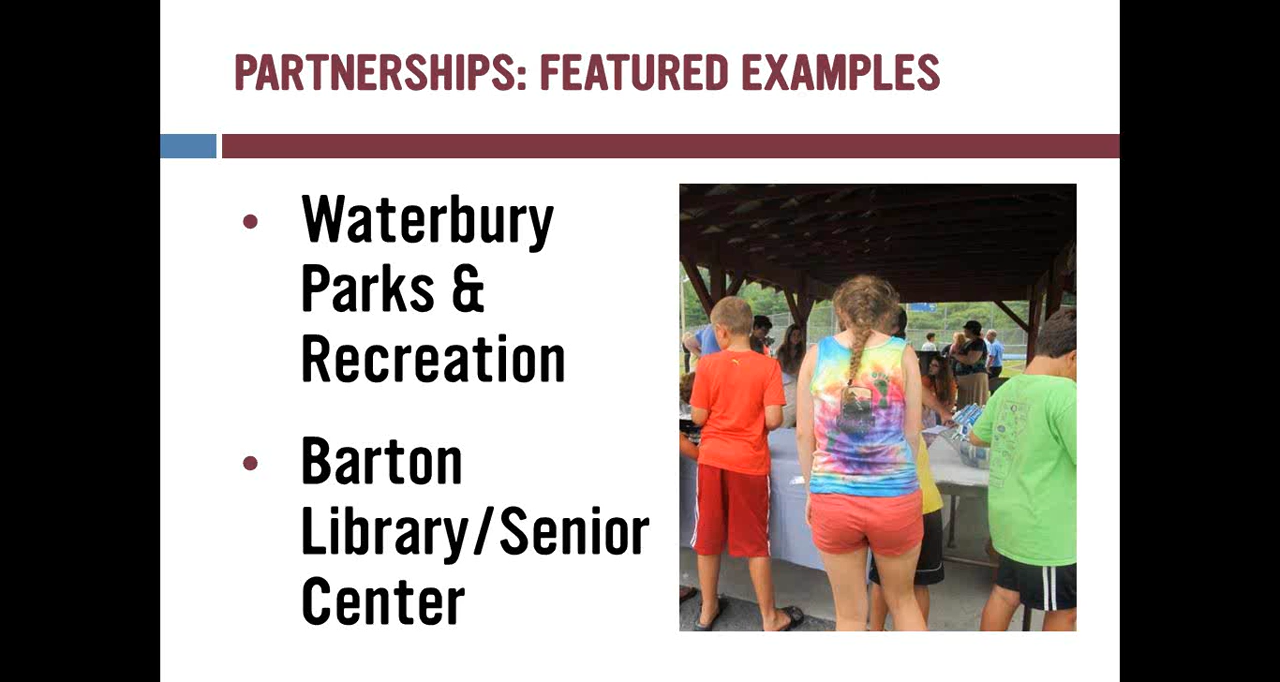 PARTNERSHIPS: FEATURED EXAMPLES
• Waterbury
Parks &
Recreation
• Barton
Library/Senior
Center